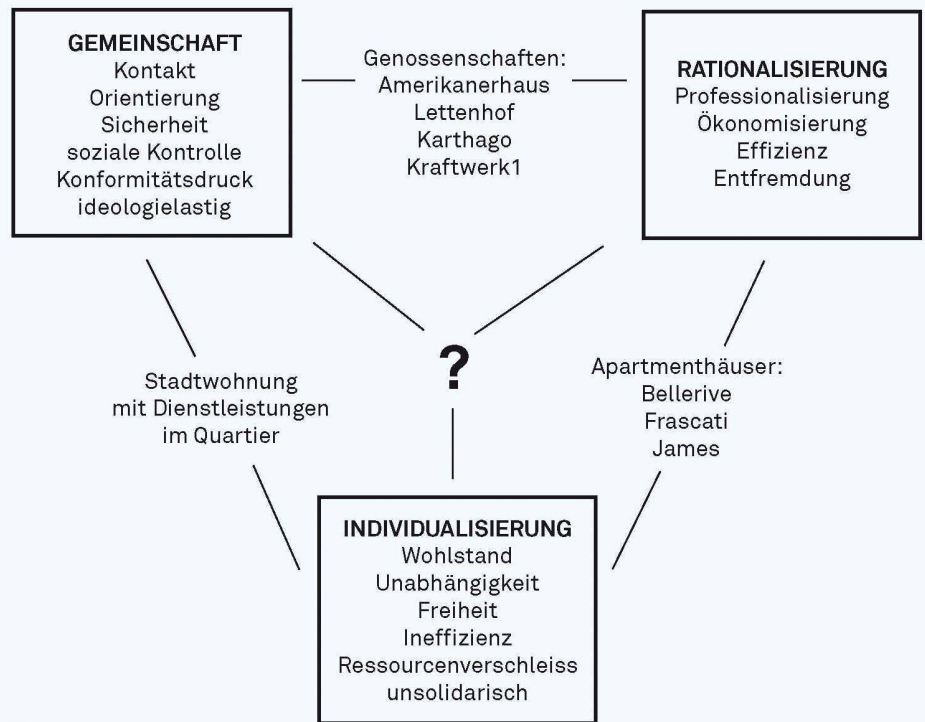 GEMEINSCHAFT
Kontakt
Orientierung
Sicherheit
soziale Kontrolle
Konformitätsdruck
ideologielastig
Genossenschaften:
Amerikanerhaus
Lettenhof
Karthago
Kraftwerk1
RATIONALISIERUNG
Professionalisierung
Ökonomisierung
Effizienz
Entfremdung
?
Stadtwohnung
mit Dienstleistungen
im Quartier
Apartmenthäuser:
Bellerive
Frascati
James
INDIVIDUALISIERUNG
Wohlstand
Unabhängigkeit
Freiheit
Ineffizienz
Ressourcenverschleiss
unsolidarisch